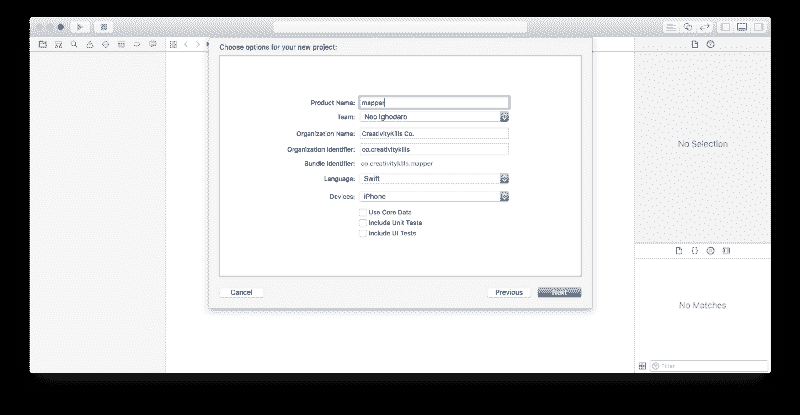 Choose options for your new project:
Product Name: mapper
Team: Neo Ighodaro
Organization Name: CreativityKills Co.
Organization Identifier: co.creativitykills
Bundle Identifier: co.creativitykills.mapper
Language: Swift
Devices: iPhone
Use Core Data
Include Unit Tests
Include UI Tests
Cancel
Previous
Next
No Selection
No Matches
Filter